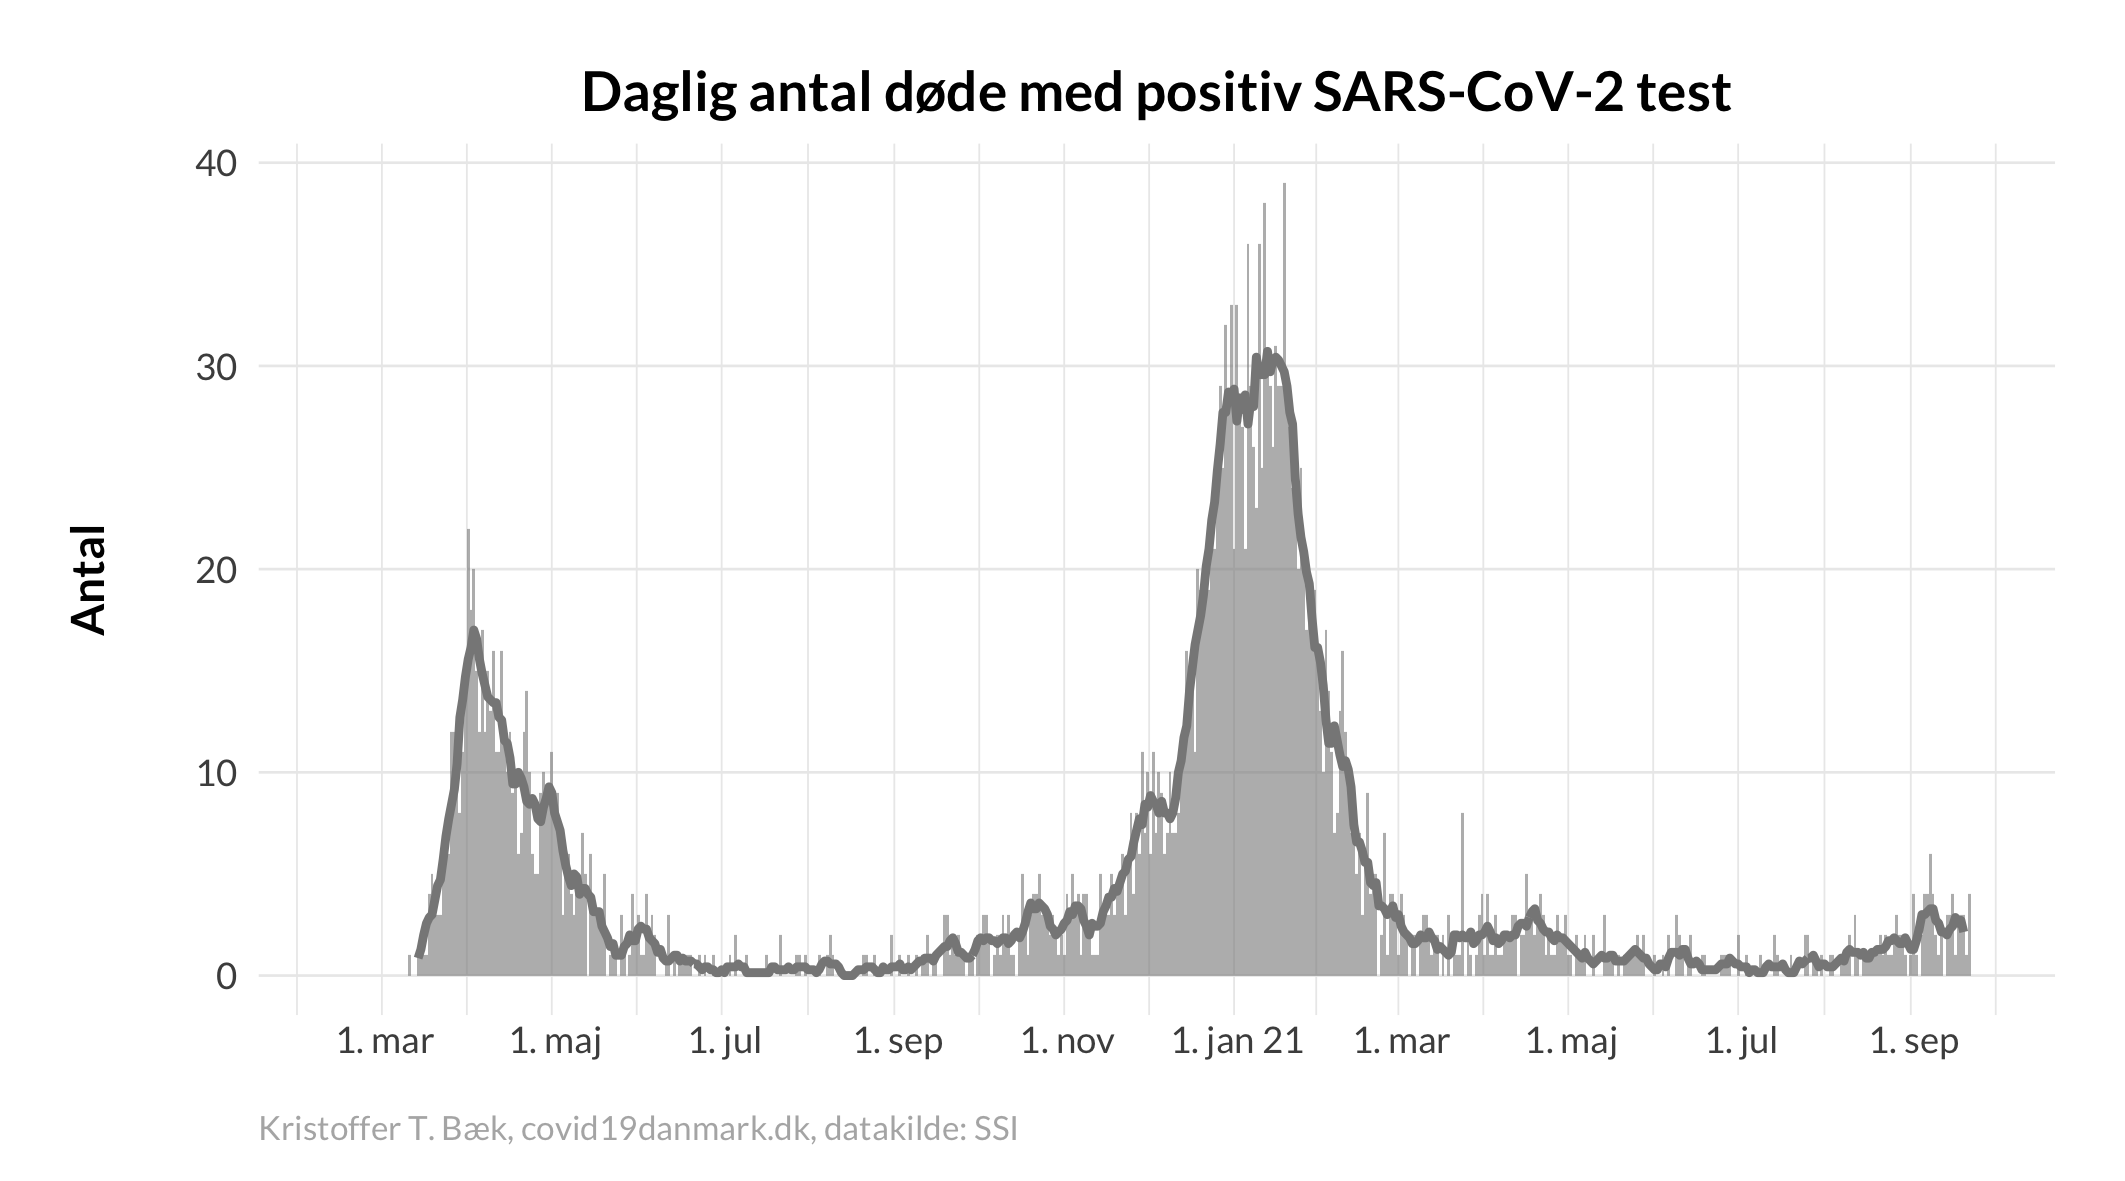 Daglig antal døde med positiv SARS-CoV-2 test
40
30
20
10
0
Antal
1. mar 1. maj 1. jul 1. sep 1. nov 1. jan 21 1. mar 1. maj 1. jul 1. sep
Kristoffer T. Bæk, covid19danmark.dk, datakilde: SSI